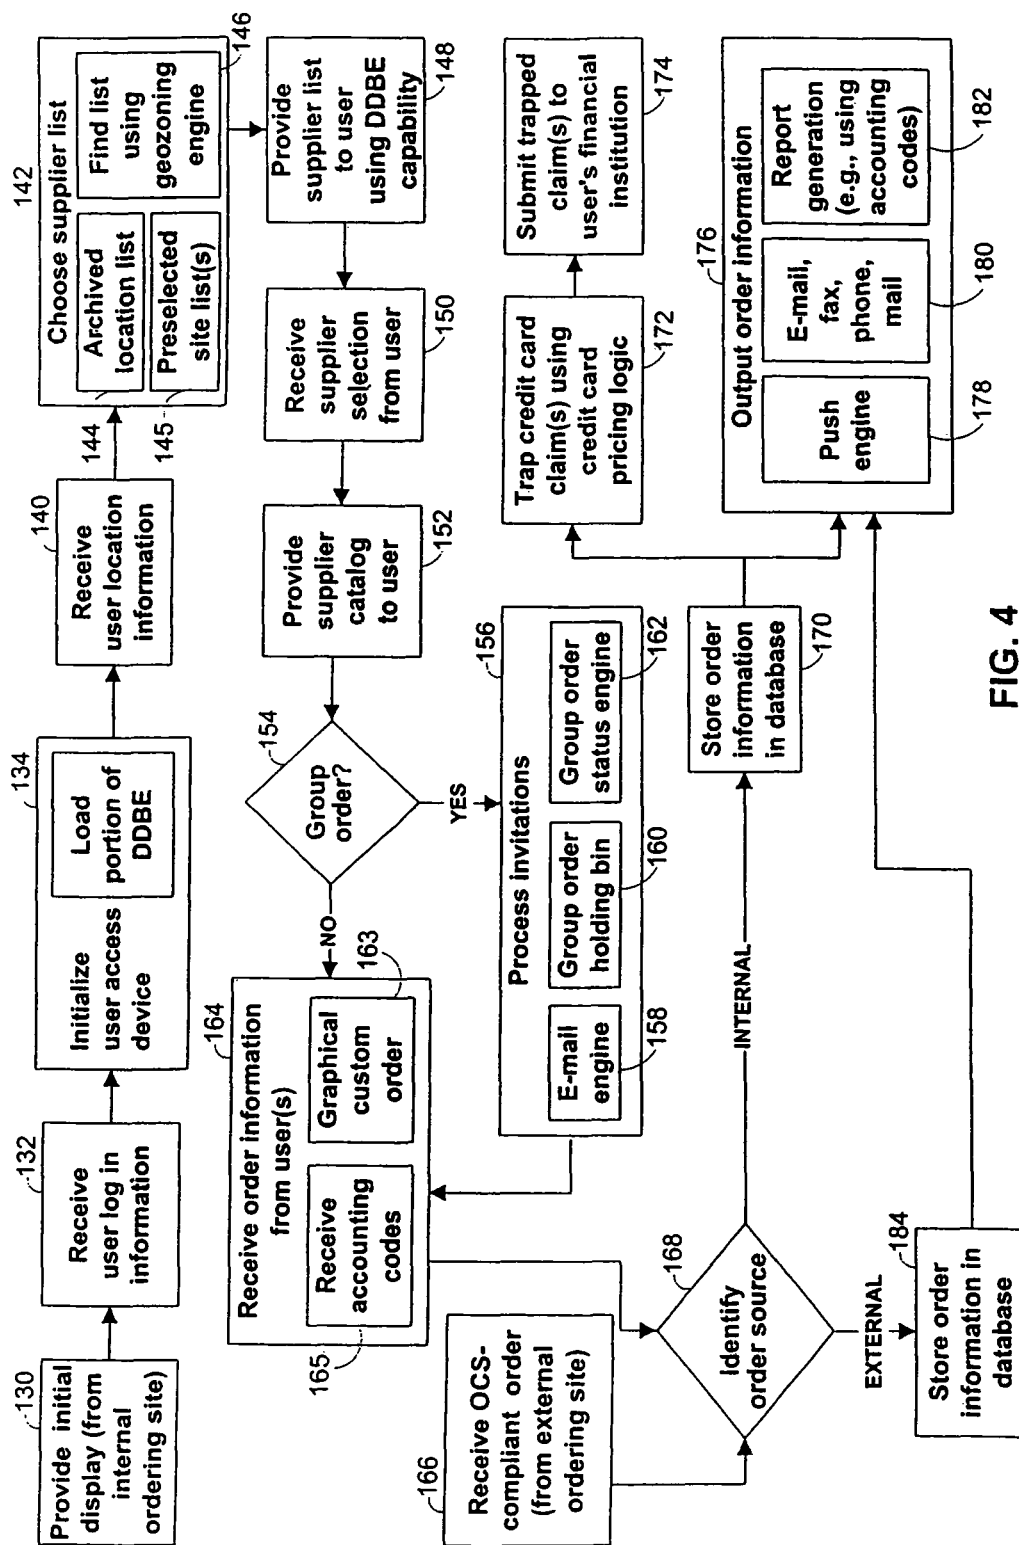 130
Provide initial
display (from
internal
ordering site)
132
Receive
user log in
information
134
Initialize
user access
device
Load
portion of
DDBE
140
Receive
user location
information
142
Choose supplier list
144
Archived
location list
145
Preselected
site list(s)
146
Find list
using
geozoning
engine
148
Provide
supplier list
to user
using DDBE
capability
150
Receive
supplier
selection
from user
152
Provide
supplier
catalog
to user
154
Group
order?
NO
YES
156
Process invitations
E-mail
engine
158
Group order
holding bin
160
Group order
status engine
162
164
Receive order information
from user(s)
Receive
accounting
codes
165
Graphical
custom
order
163
166
Receive OCS-
compliant order
(from external
ordering site)
168
Identify
order source
INTERNAL
EXTERNAL
Store order
information
in database
170
Trap credit card
claim(s) using
credit card
pricing logic
172
Submit trapped
claim(s) to
user's financial
institution
174
176
Output order information
Push
engine
178
E-mail,
fax,
phone,
mail
180
Report
generation
(e.g., using
accounting
codes)
182
184
Store order
information in
database
FIG. 4